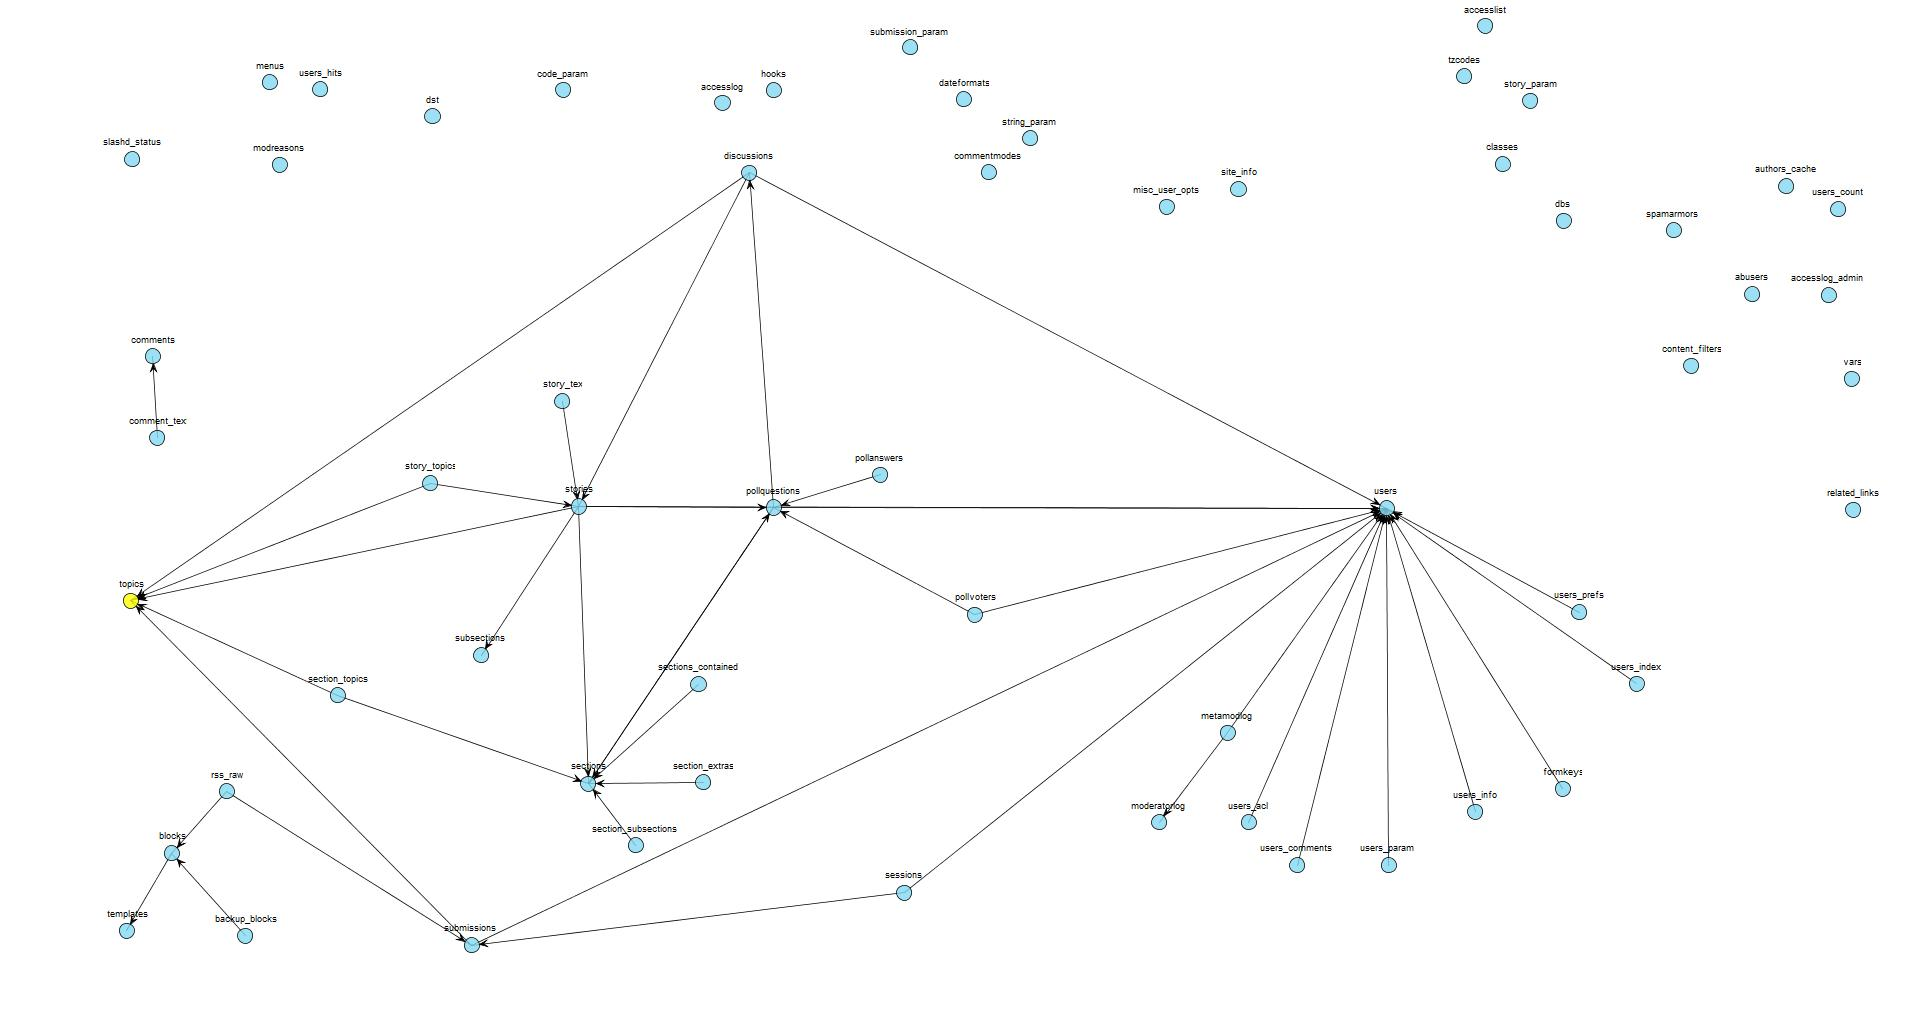 accesslist
submission_param
tzcodes
menus
users_hits
code_param
hooks
accesslog
dateformats
story_param
dst
string_param
slashd_status
modreasons
discussions
commentmodes
classes
site_info
misc_user_opts
authors_cache
users_count
dbs
spamarmors
abusers
accesslog_admin
comments
content_filters
vars
story_tex
comment_tex
story_topics
pollanswers
stories
pollquestions
users
related_links
topics
pollvoters
users_prefs
subsections
sections_contained
users_index
section_topics
metamodlog
sections
section_extras
formkeys
rss_raw
users_info
moderatorlog
users_acl
blocks
section_subsections
users_comments
users_param
sessions
templates
backup_blocks
submissions